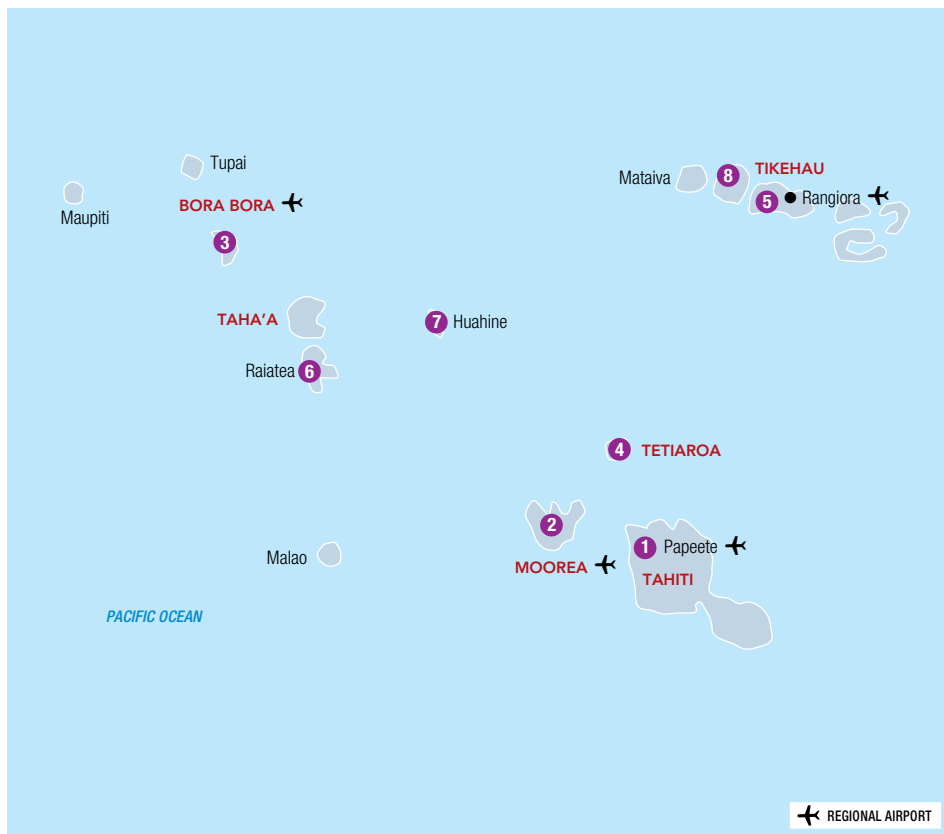 Tupai
Maupiti
BORA BORA
3
Mataiva
8
TIKEHAU
5
Rangiora
TAHA'A
7
Huahine
Raiatea
6
4
TETIAROA
2
MOOREA
1
Papeete
TAHITI
Malao
PACIFIC OCEAN
REGIONAL AIRPORT